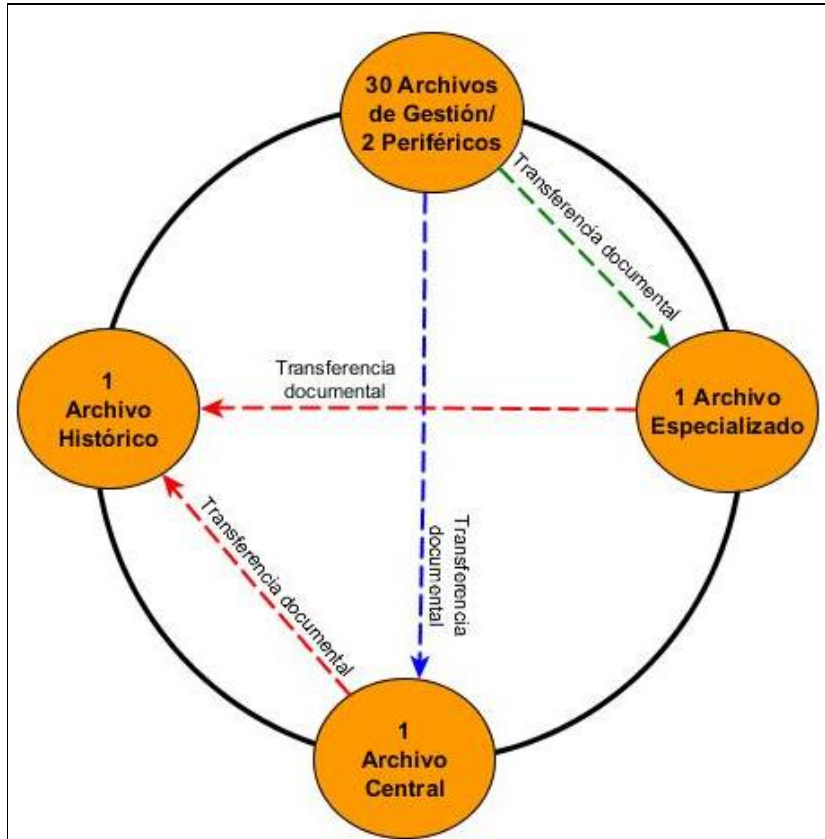 30 Archivos
de Gestión/
2 Periféricos
Transferencia documental
Transferencia
documental
1
Archivo
Histórico
1 Archivo
Especializado
Transferencia documental
Transferencia
documental
1
Archivo
Central